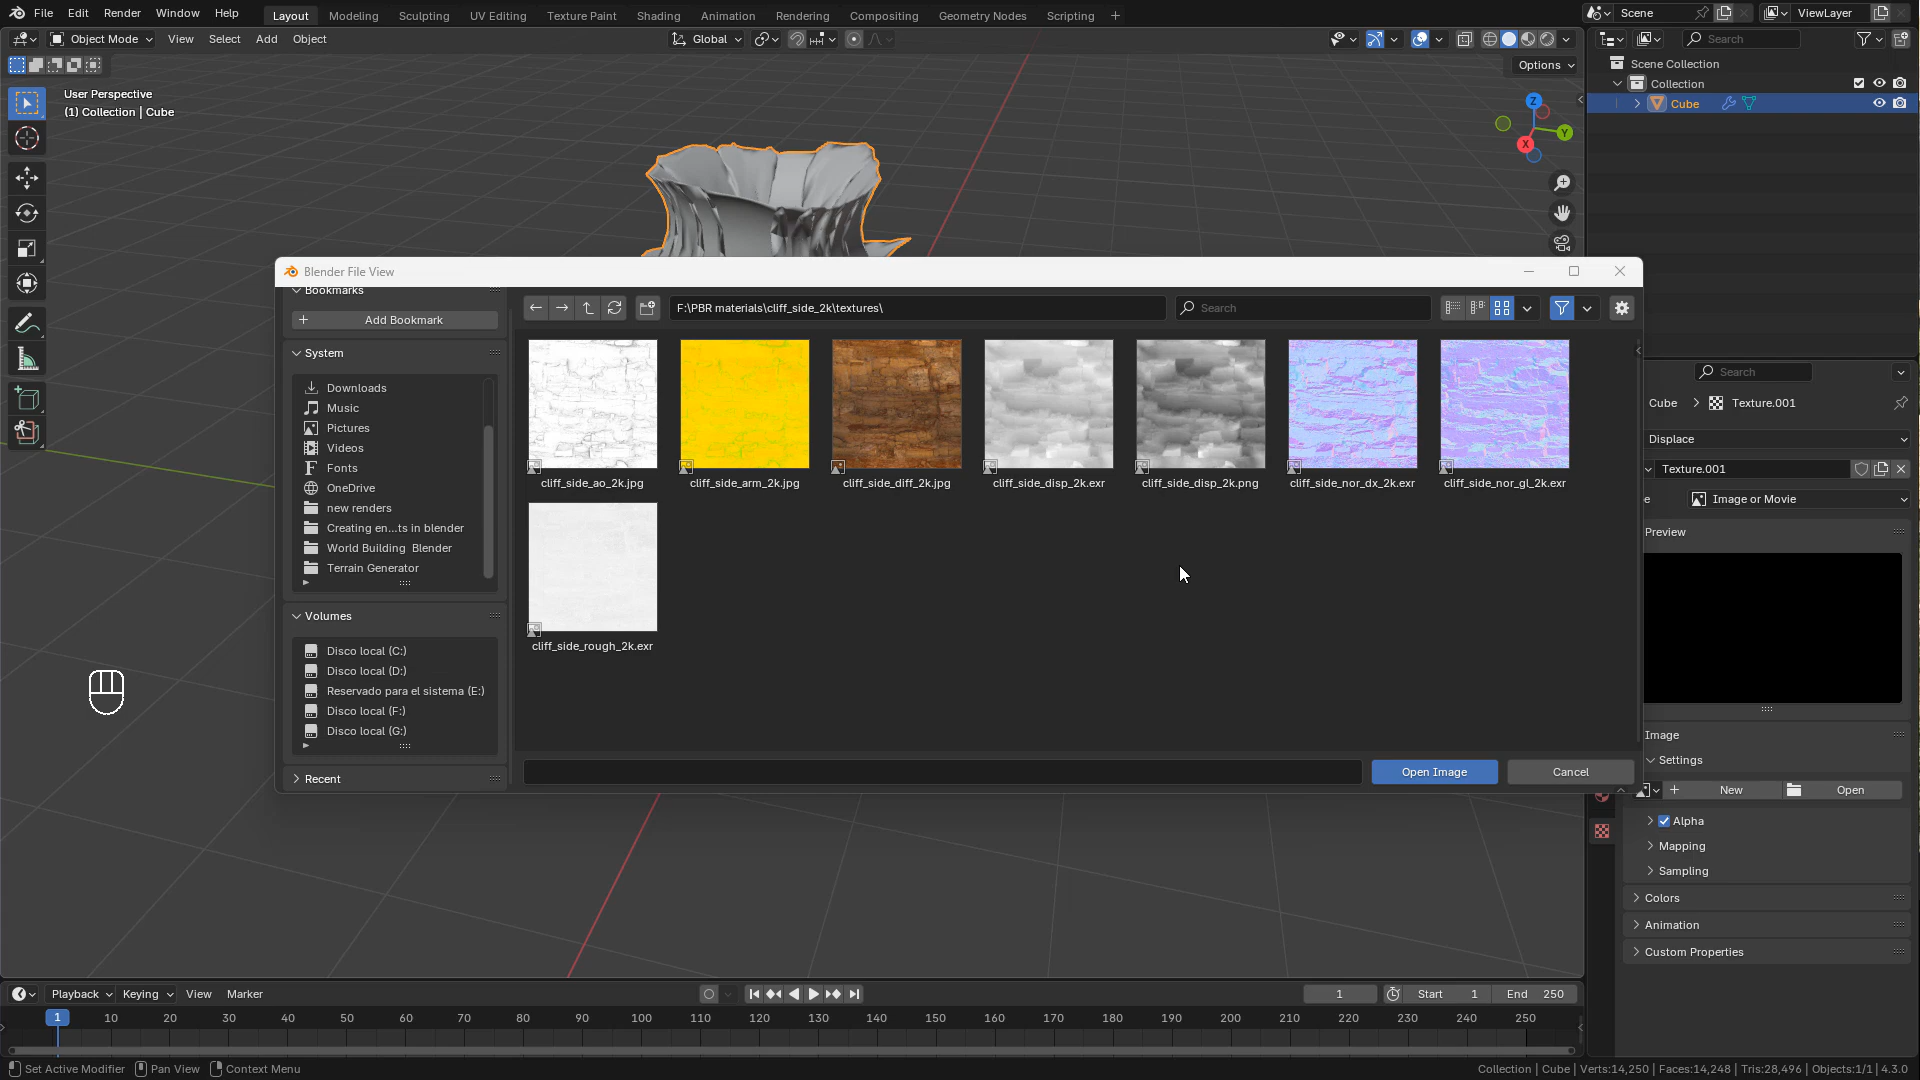 File Edit Render Window Help Layout Modeling Sculpting UV Editing Texture Paint Shading Animation Rendering Compositing Geometry Nodes Scripting Scene ViewLayer
Object Mode View Select Add Object Global Search
Options
User Perspective
(1) Collection | Cube
Scene Collection
Collection
Cube
Z
Y
X
Blender File View
Bookmarks
Add Bookmark
F:\PBR materials\cliff_side_2k\textures\
Search
System
Downloads
Music
Pictures
Videos
Fonts
OneDrive
new renders
Creating en...ts in blender
World Building Blender
Terrain Generator
Volumes
Disco local (C:)
Disco local (D:)
Reservado para el sistema (E:)
Disco local (F:)
Disco local (G:)
Recent
cliff_side_ao_2k.jpg
cliff_side_arm_2k.jpg
cliff_side_diff_2k.jpg
cliff_side_disp_2k.exr
cliff_side_disp_2k.png
cliff_side_nor_dx_2k.exr
cliff_side_nor_gl_2k.exr
cliff_side_rough_2k.exr
Open Image
Cancel
Search
Cube Texture.001
Displace
Texture.001
e Image or Movie
Preview
Image
Settings
New Open
Alpha
Mapping
Sampling
Colors
Animation
Custom Properties
Playback Keying View Marker 1 Start 1 End 250
1 10 20 30 40 50 60 70 80 90 100 110 120 130 140 150 160 170 180 190 200 210 220 230 240 250
Set Active Modifier Pan View Context Menu Collection | Cube | Verts:14,250 | Faces:14,248 | Tris:28,496 | Objects:1/1 | 4.3.0